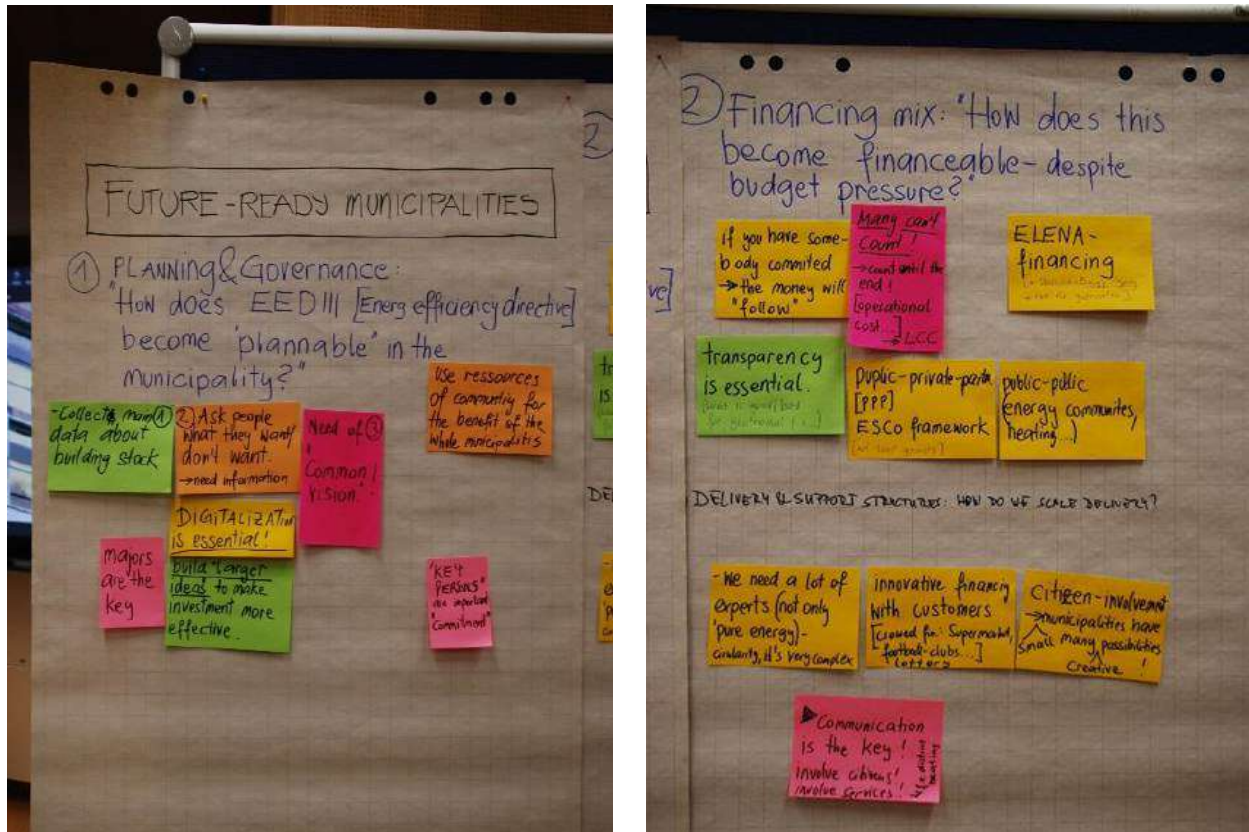 FUTURE-READY MUNICIPALITIES
1 PLANNING & Governance:
"How does EED III [Energ efficiency directive]
become "plannable" in the
municipality?"
use ressources
of community for
the benefit of the
whole municipalitis
-Collect main 1
data about
building stock
2) Ask people
what they want/
don't want.
→need information
Need of 3
"Common
vision"!
DIGITALIZATION
is essential!
majors
are the
key
build larger
ideas to make
investment more
effective.
"KEY
PERSONS"
are important
"Commitment"
2
2 Financing mix: "How does this
become financeable- despite
budget pressure?"
if you have some-
body commited
→ the money will
"follow"
Many can't
count!
→count until the
end!
[operational
cost...]
→ LCC
ELENA-
financing
transparency
is essential.
[PPP]
ESCo framework
public-public
(energy communites,
heating...)
DELIVERY & SUPPORT STRUCTURES: HOW DO WE SCALE DELIVERY?
-We need a lot of
experts (not only
'pure energy)-
it's very complex
innovative financing
with customers
Supermarket,
football-clubs...]
Lottery
Citizen-involvement
→municipalities have
small many possibilities
creative !
Communication
is the key!
involve citizens!
involve services!
heating